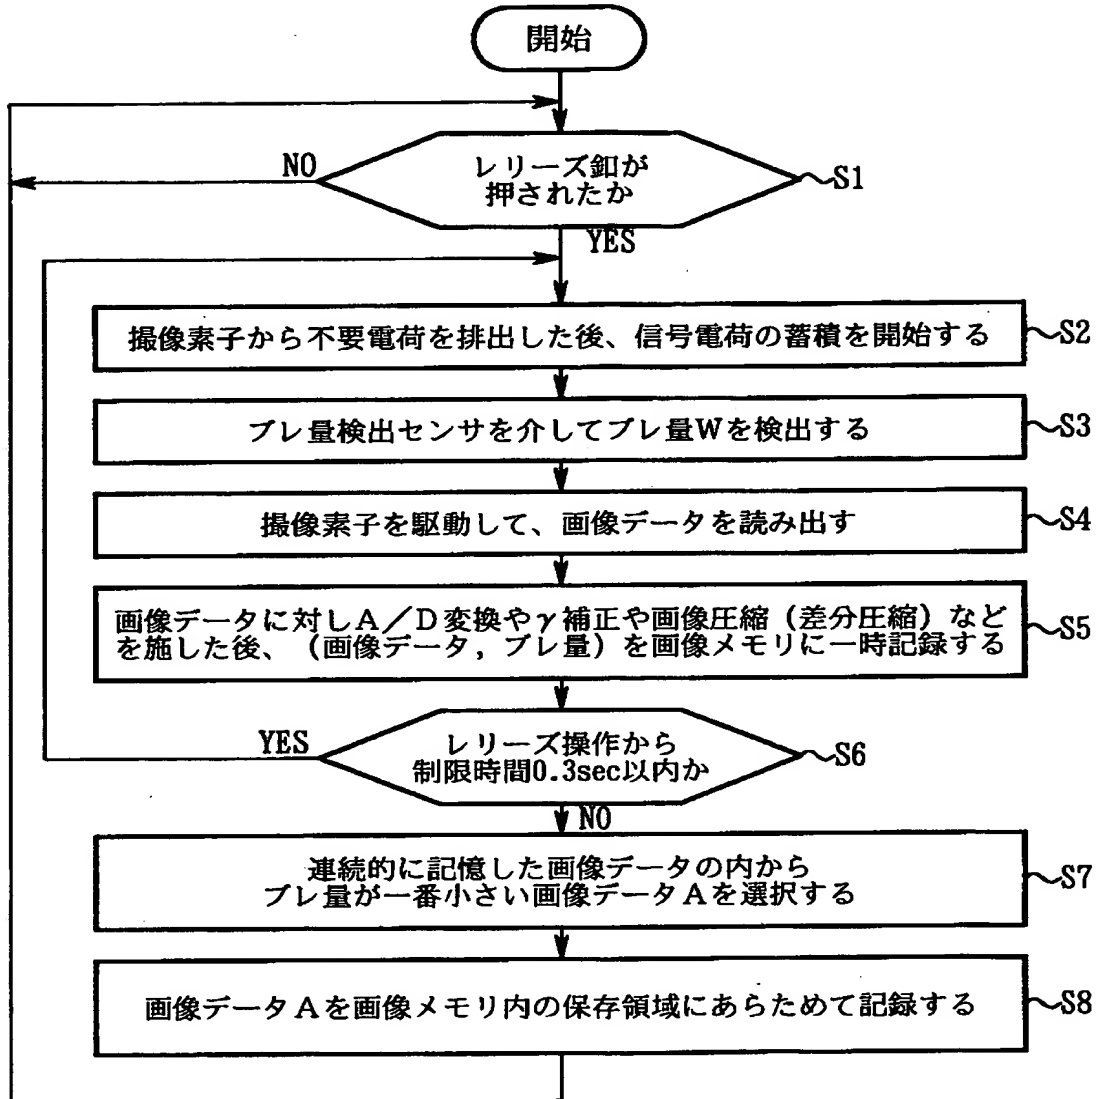 開始
NO
レリーズ釦が
押されたか
S1
YES
撮像素子から不要電荷を排出した後、信号電荷の蓄積を開始する
S2
ブレ量検出センサを介してブレ量Wを検出する
S3
撮像素子を駆動して、画像データを読み出す
S4
画像データに対しA/D変換やγ補正や画像圧縮(差分圧縮)など
を施した後、(画像データ,ブレ量)を画像メモリに一時記録する
S5
YES
レリーズ操作から
制限時間0.3sec以内か
S6
NO
連続的に記憶した画像データの内から
ブレ量が一番小さい画像データAを選択する
S7
画像データAを画像メモリ内の保存領域にあらためて記録する
S8